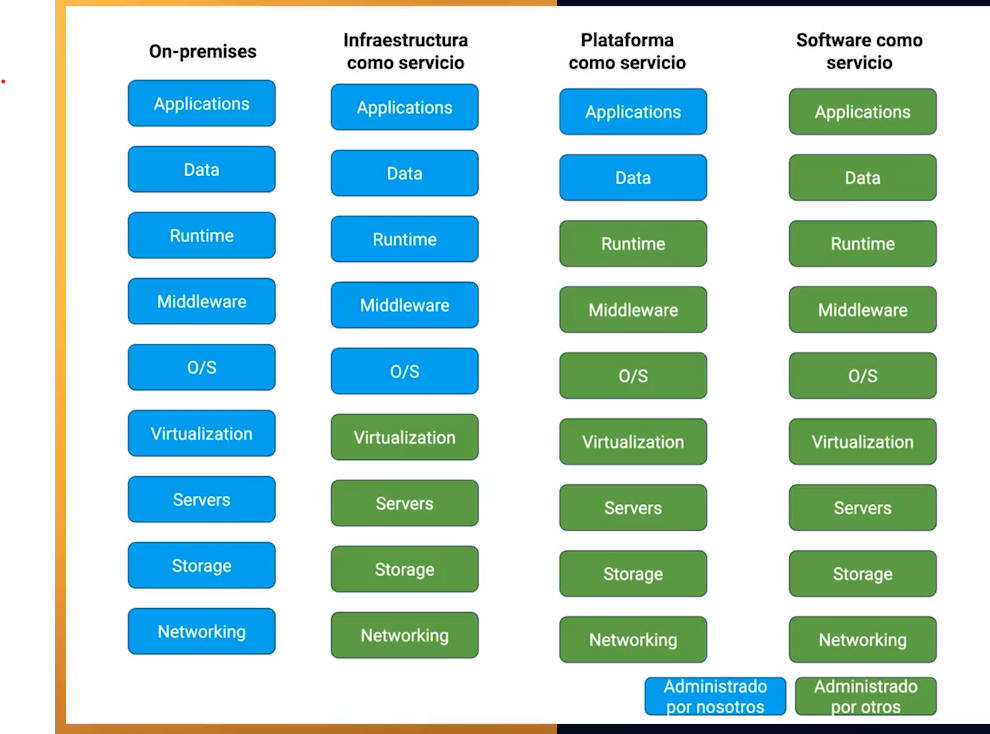 On-premises
Applications
Data
Runtime
Middleware
O/S
Virtualization
Servers
Storage
Networking
Infraestructura
como servicio
Applications
Data
Runtime
Middleware
O/S
Virtualization
Servers
Storage
Networking
Plataforma
como servicio
Applications
Data
Runtime
Middleware
O/S
Virtualization
Servers
Storage
Networking
Software como
servicio
Applications
Data
Runtime
Middleware
O/S
Virtualization
Servers
Storage
Networking
Administrado
por nosotros
Administrado
por otros